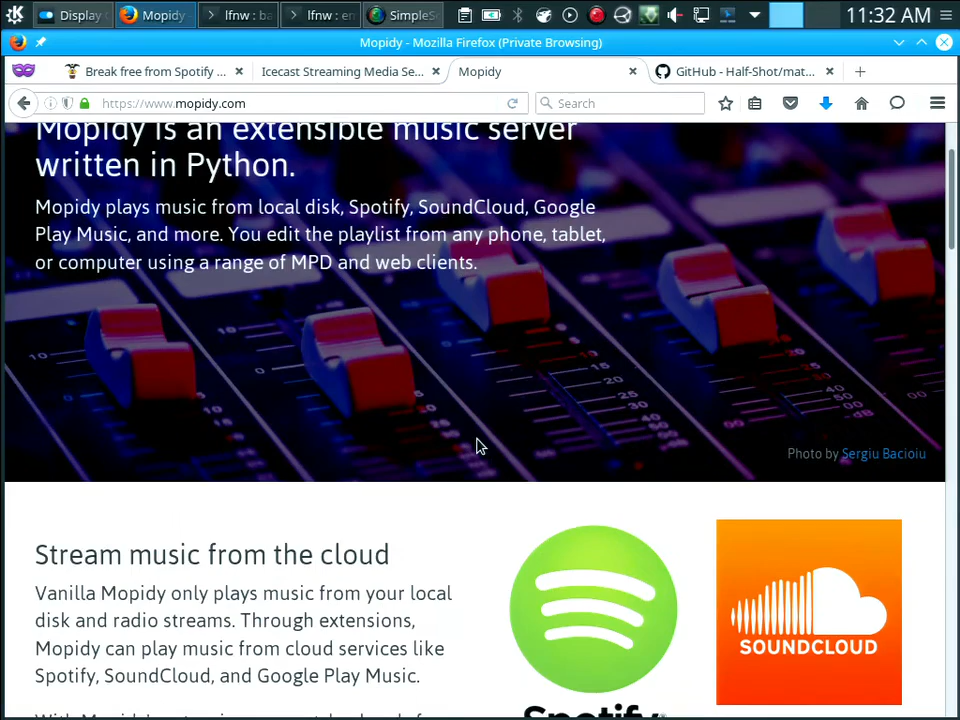 Display
Mopidy
lfnw : ba
lfnw : en
SimpleS
11:32 AM
Mopidy - Mozilla Firefox (Private Browsing)
Break free from Spotify ...
Icecast Streaming Media Se...
Mopidy
GitHub - Half-Shot/mat...
https://www.mopidy.com
Search
Mopidy is an extensible music server
written in Python.
Mopidy plays music from local disk, Spotify, SoundCloud, Google
Play Music, and more. You edit the playlist from any phone, tablet,
or computer using a range of MPD and web clients.
Photo by Sergiu Bacioiu
Stream music from the cloud
Vanilla Mopidy only plays music from your local
disk and radio streams. Through extensions,
Mopidy can play music from cloud services like
Spotify, SoundCloud, and Google Play Music.
SOUNDCLOUD
Spotify